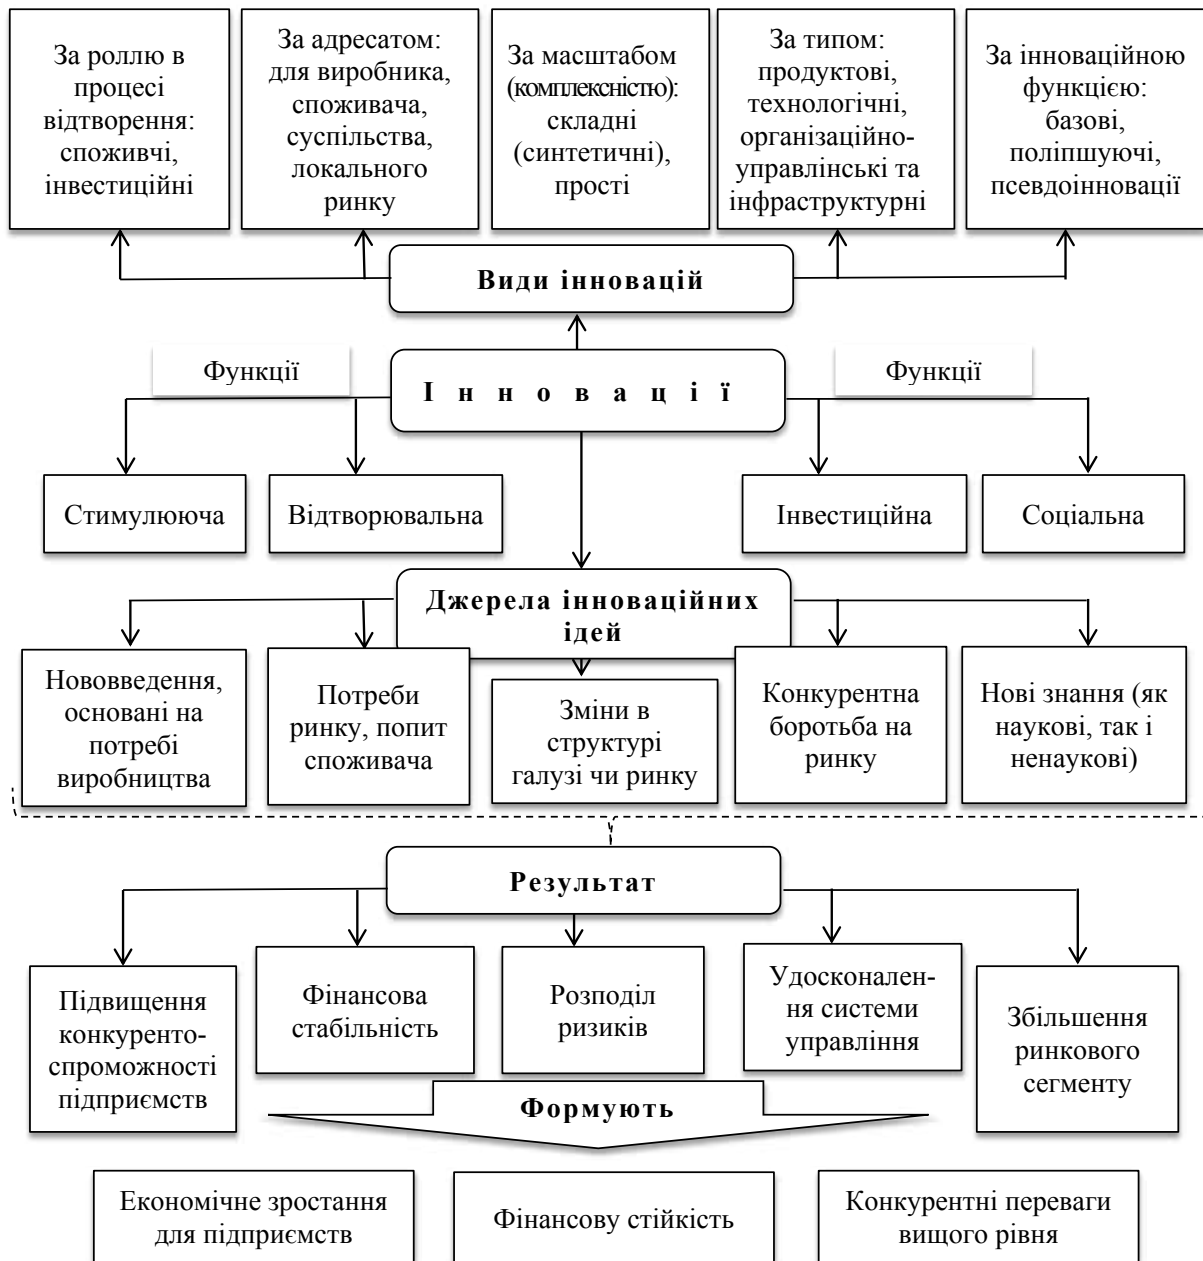 За роллю в
процесі
відтворення:
споживчі,
інвестиційні
За адресатом:
для виробника,
споживача,
суспільства,
локального
ринку
За масштабом
(комплексністю):
складні
(синтетичні),
прості
За типом:
продуктові,
технологічні,
організаційно-
управлінські та
інфраструктурні
За інноваційною
функцією:
базові,
поліпшуючі,
псевдоінновації
Види інновацій
Функції
Інновації
Функції
Стимулююча
Відтворювальна
Інвестиційна
Соціальна
Джерела інноваційних
ідей
Нововведення,
основані на
потребі
виробництва
Потреби
ринку, попит
споживача
Зміни в
структурі
галузі чи ринку
Конкурентна
боротьба на
ринку
Нові знання (як
наукові, так і
ненаукові)
Результат
Підвищення
конкуренто-
спроможності
підприємств
Фінансова
стабільність
Розподіл
ризиків
Удосконален-
ня системи
управління
Збільшення
ринкового
сегменту
Формують
Економічне зростання
для підприємств
Фінансову стійкість
Конкурентні переваги
вищого рівня